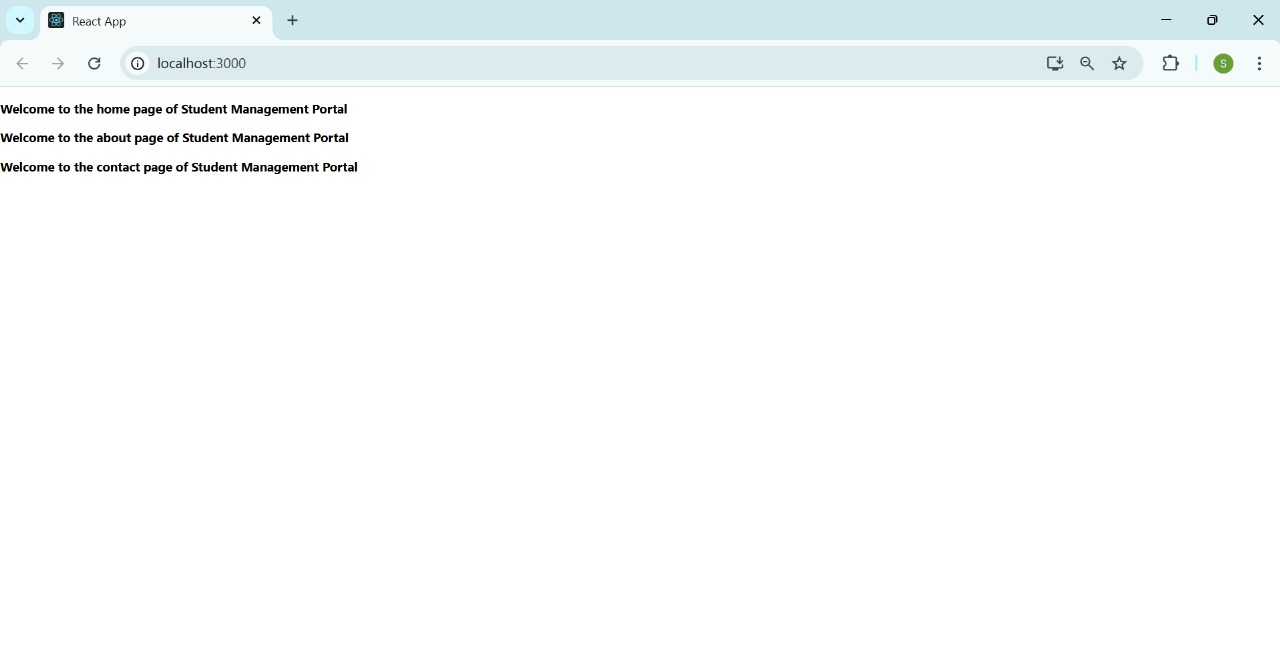 React App
localhost:3000
S
Welcome to the home page of Student Management Portal
Welcome to the about page of Student Management Portal
Welcome to the contact page of Student Management Portal